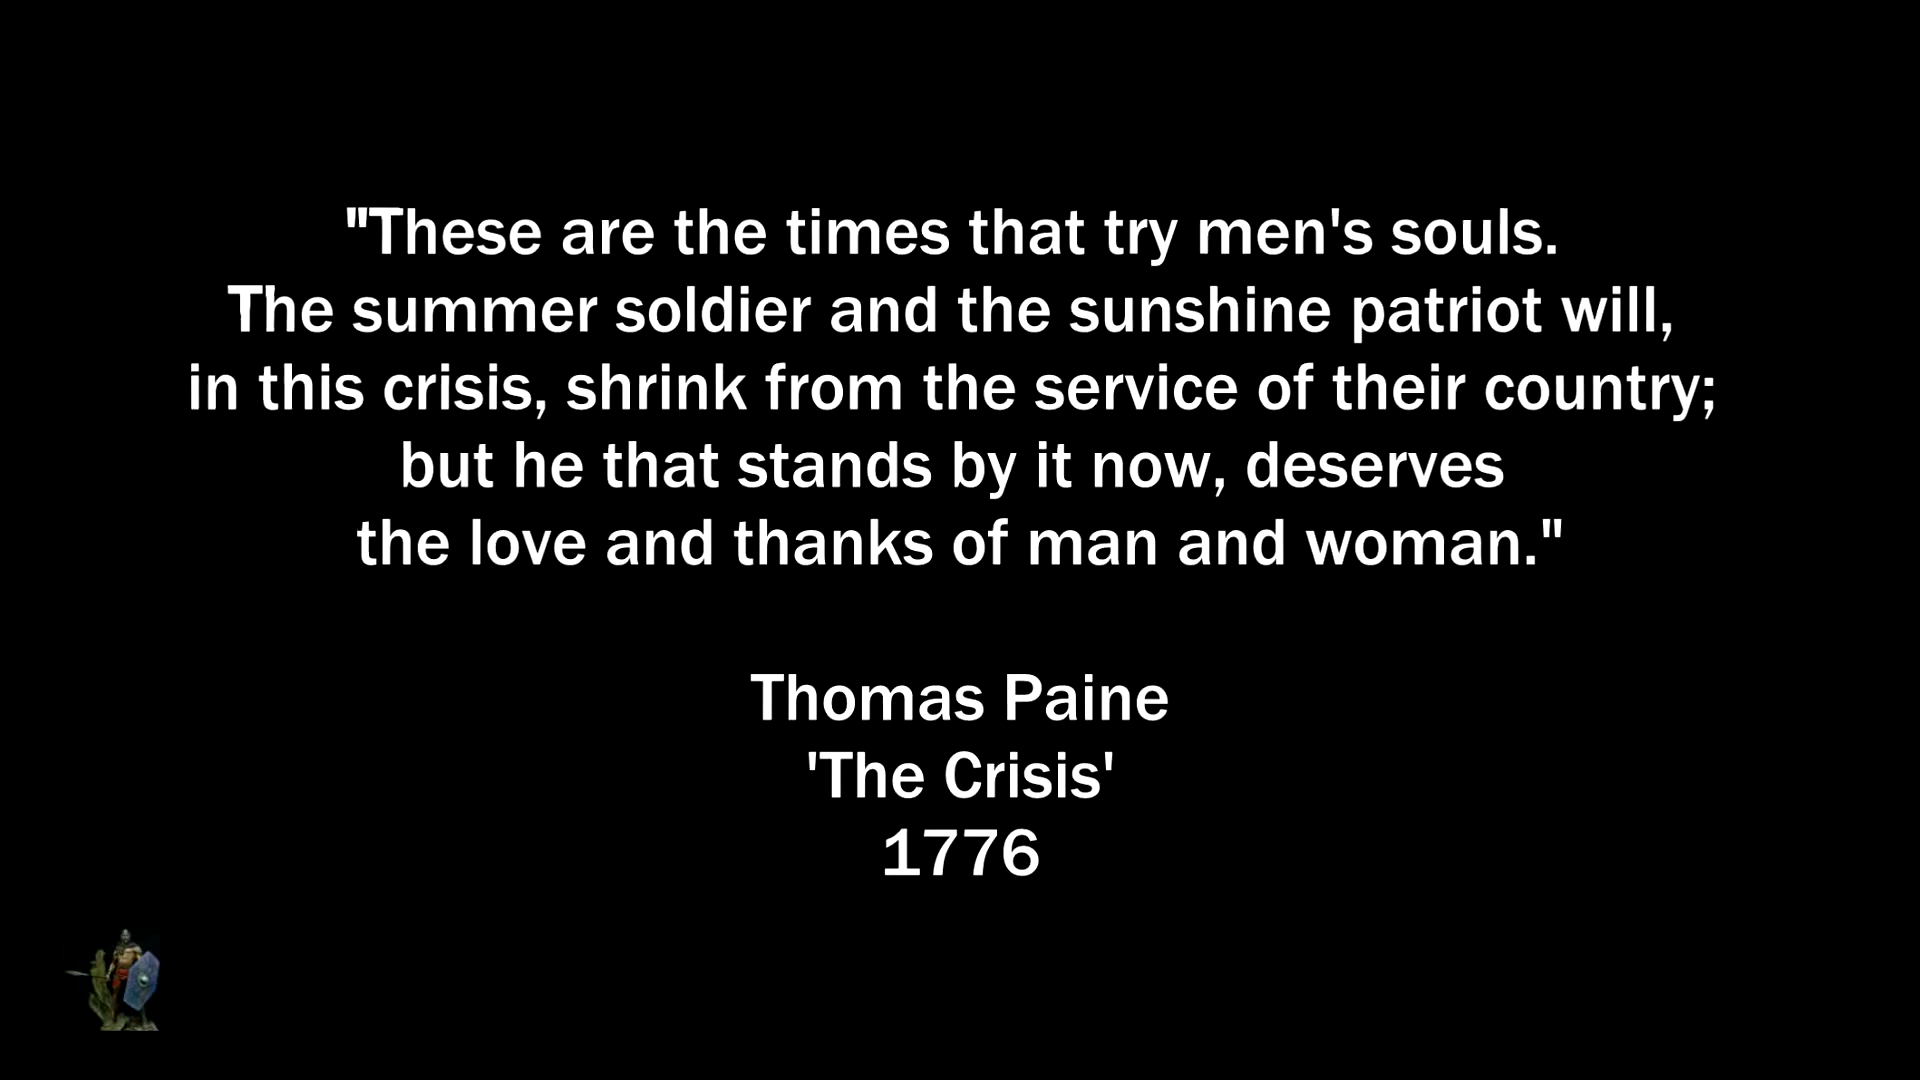 "These are the times that try men's souls.
The summer soldier and the sunshine patriot will,
in this crisis, shrink from the service of their country;
but he that stands by it now, deserves
the love and thanks of man and woman."
Thomas Paine
'The Crisis'
1776